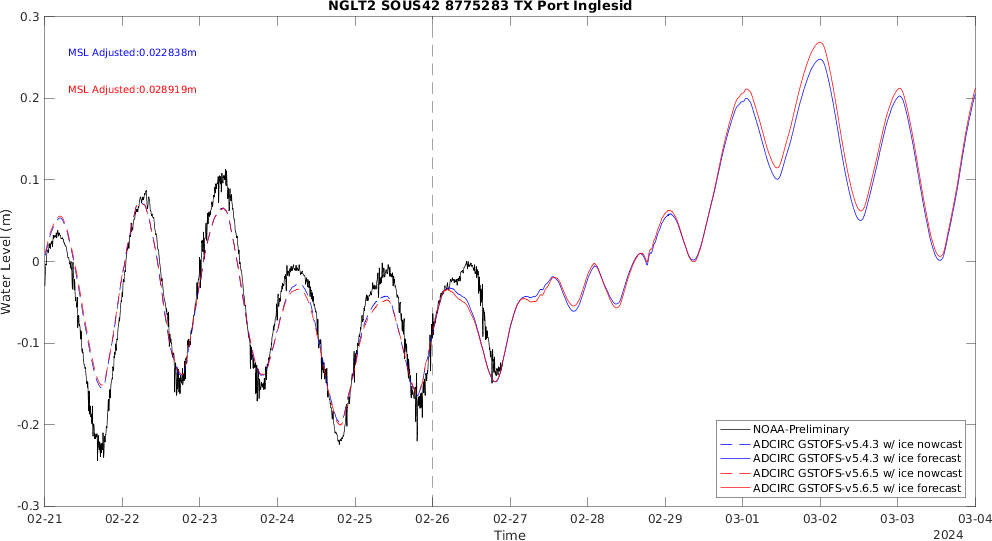 NGLT2 SOUS42 8775283 TX Port Inglesid
0.3
0.2
0.1
0
-0.1
-0.2
-0.3
Water Level (m)
MSL Adjusted:0.022838m
MSL Adjusted:0.028919m
NOAA-Preliminary
ADCIRC GSTOFS-v5.4.3 w/ ice nowcast
ADCIRC GSTOFS-v5.4.3 w/ ice forecast
ADCIRC GSTOFS-v5.6.5 w/ ice nowcast
ADCIRC GSTOFS-v5.6.5 w/ ice forecast
02-21 02-22 02-23 02-24 02-25 02-26 02-27 02-28 02-29 03-01 03-02 03-03 03-04
Time
2024